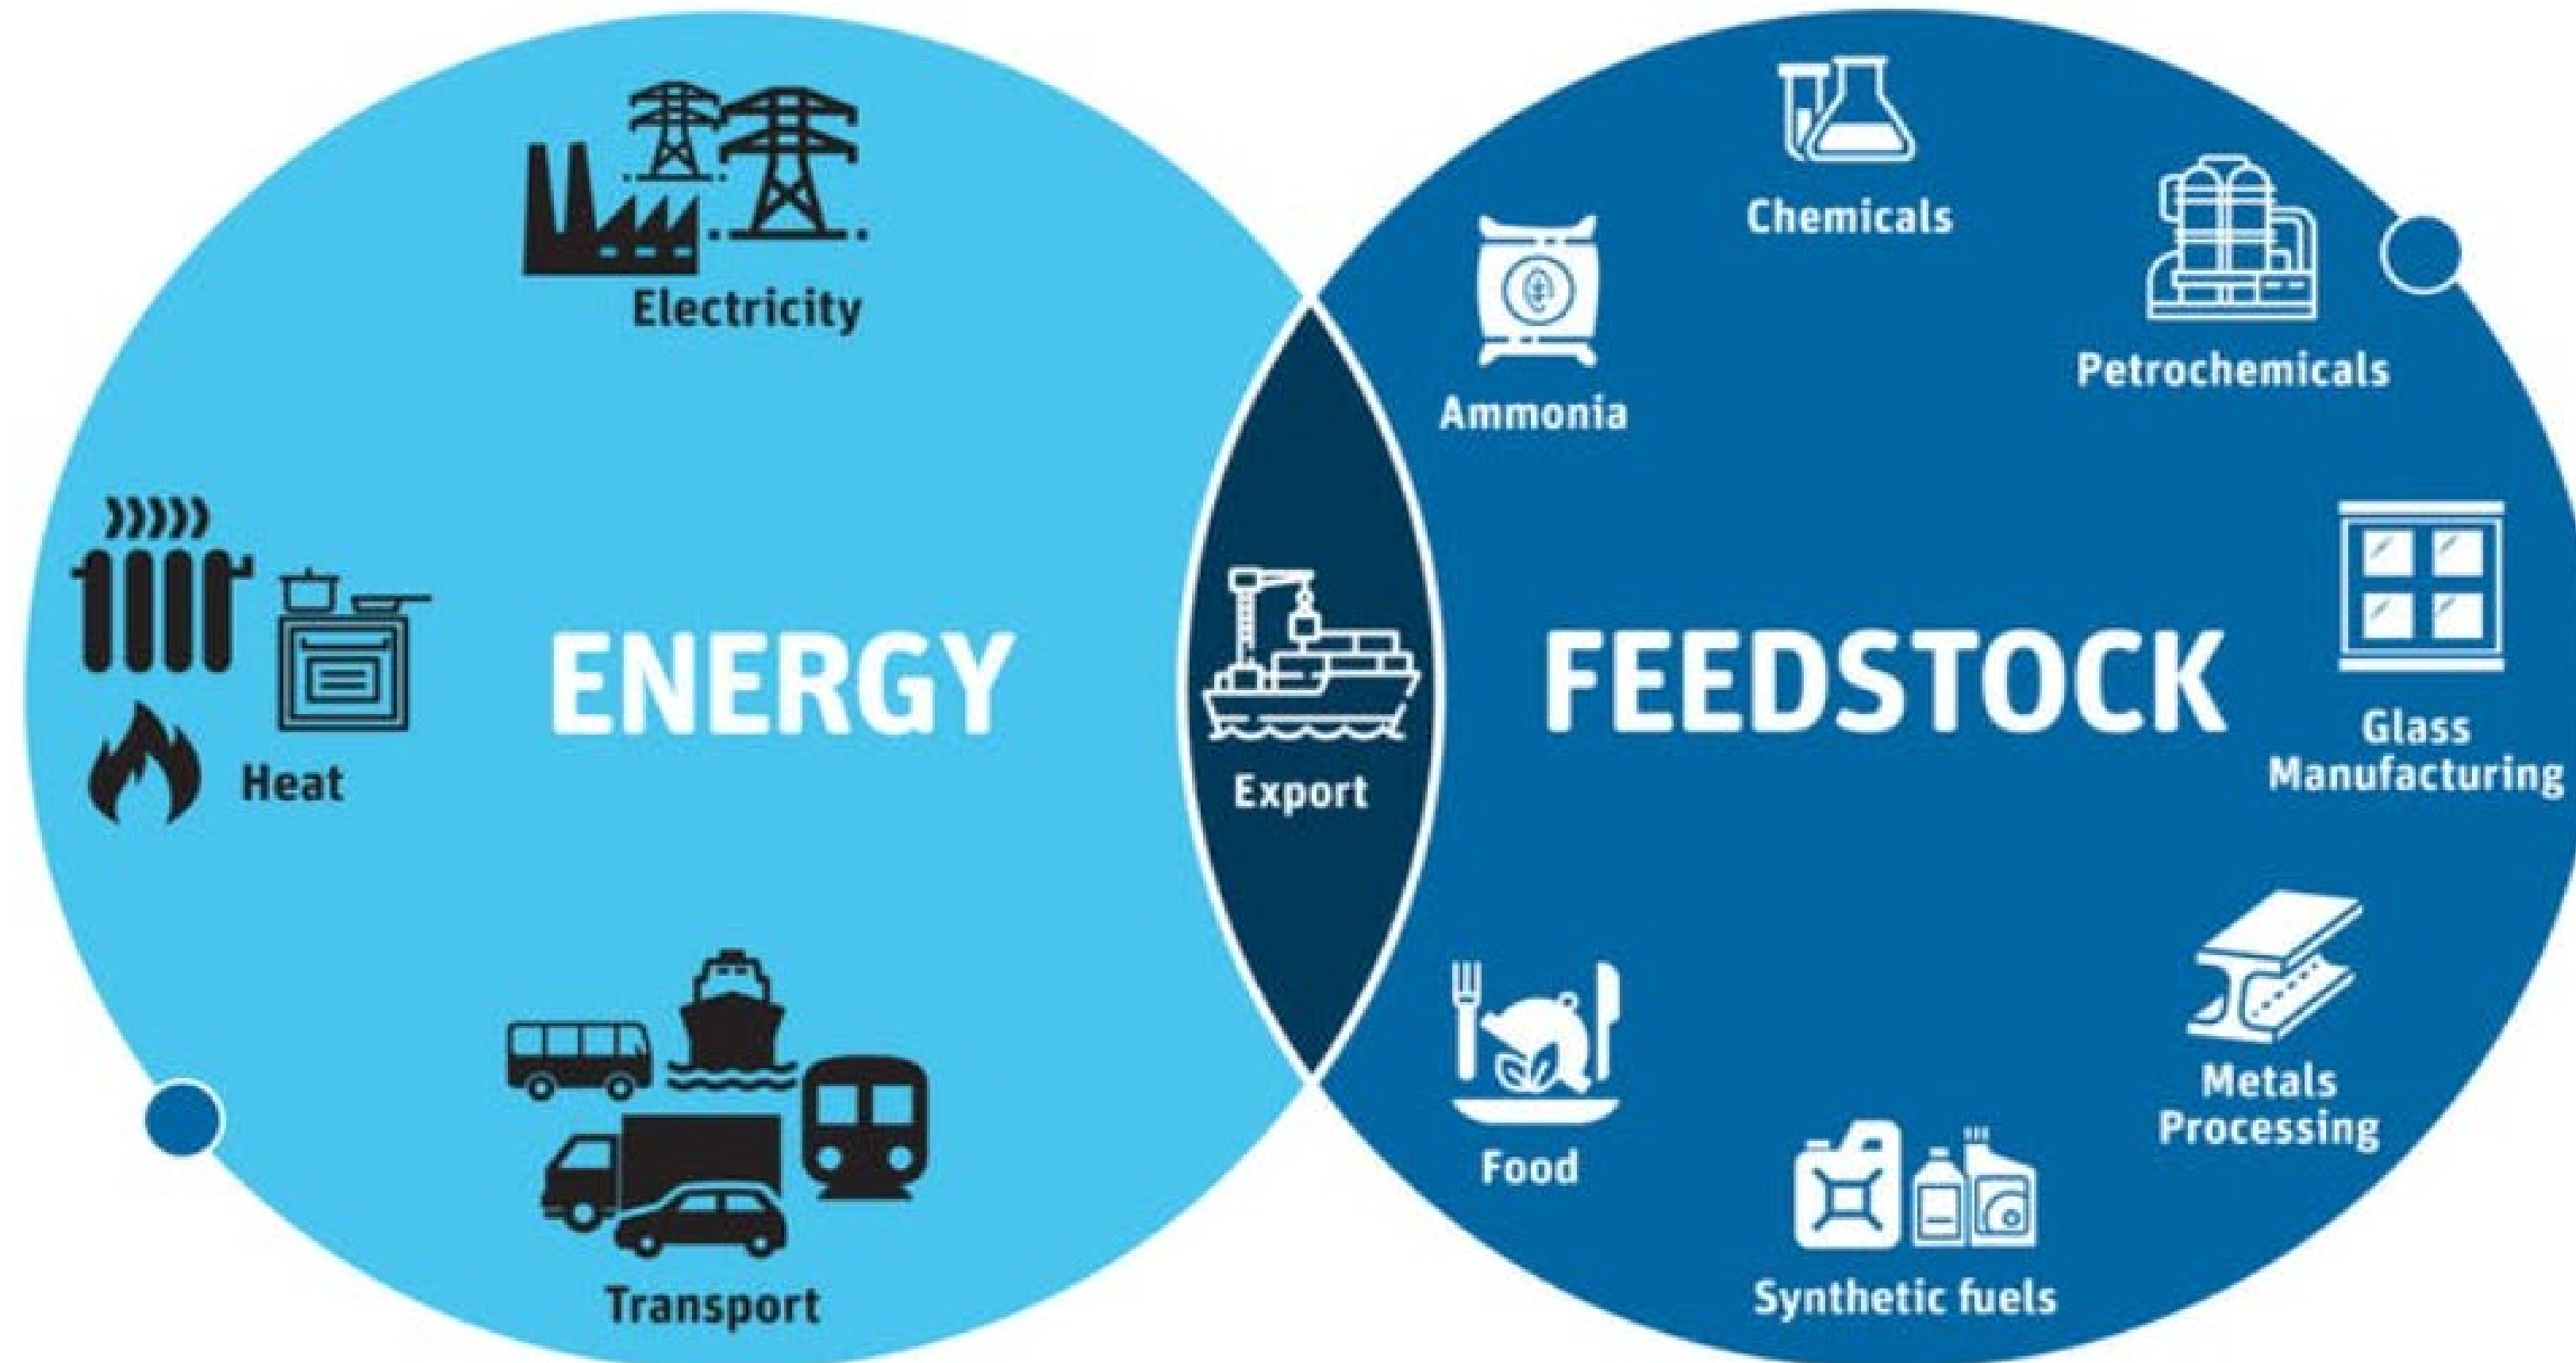 Electricity
Heat
ENERGY
Transport
Export
Chemicals
Ammonia
Petrochemicals
FEEDSTOCK
Glass
Manufacturing
Metals
Processing
Food
Synthetic fuels